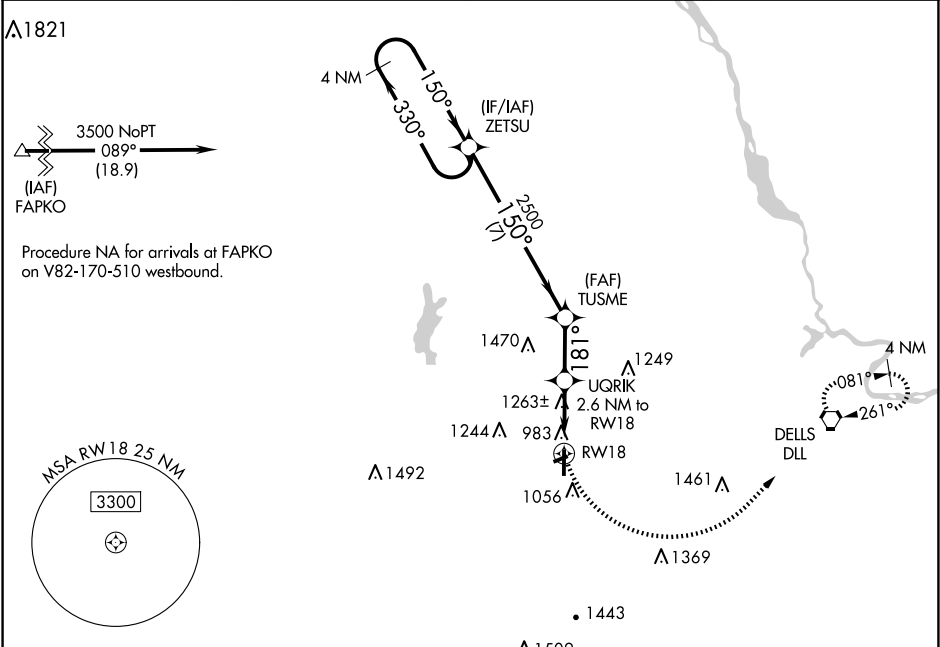 1821
4 NM
150°
330°
(IF/IAF)
ZETSU
3500 NoPT
089°
(18.9)
(IAF)
FAPKO
2500
150°
(7)
Procedure NA for arrivals at FAPKO
on V82-170-510 westbound.
(FAF)
TUSME
1470
181°
1249
4 NM
UQRIK
2.6 NM to
RW18
1263±
081°
261°
1244
983
RW18
DELLS
DLL
MSA RW18 25 NM
1492
1461
3300
1056
1369
1443